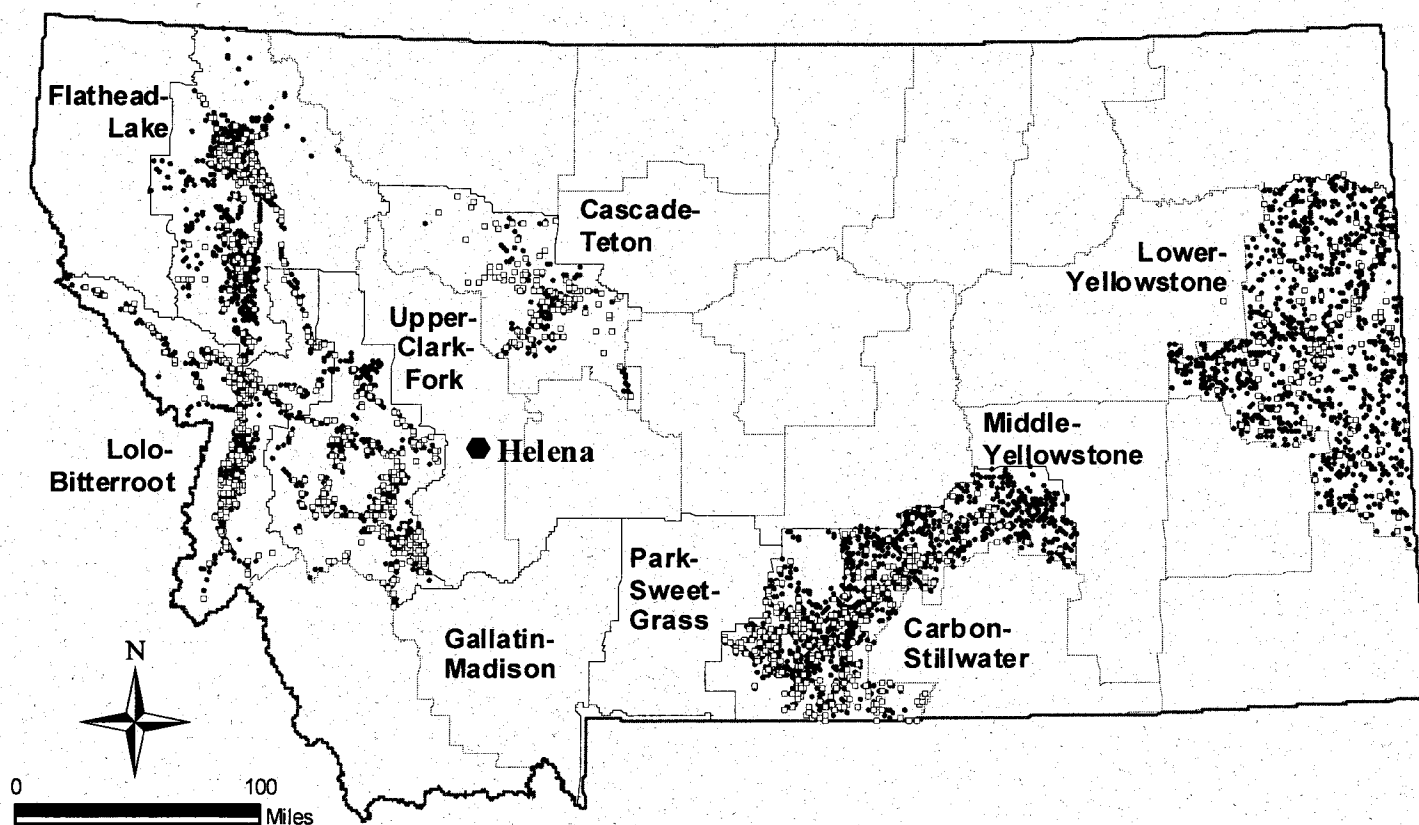 Flathead-
Lake
Cascade-
Teton
Lower-
Yellowstone
Upper-
Clark-
Fork
Middle-
Yellowstone
Lolo-
Bitterroot
Helena
Park-
Sweet-
Grass
Gallatin-
Madison
Carbon-
Stillwater
N
0 100
Miles